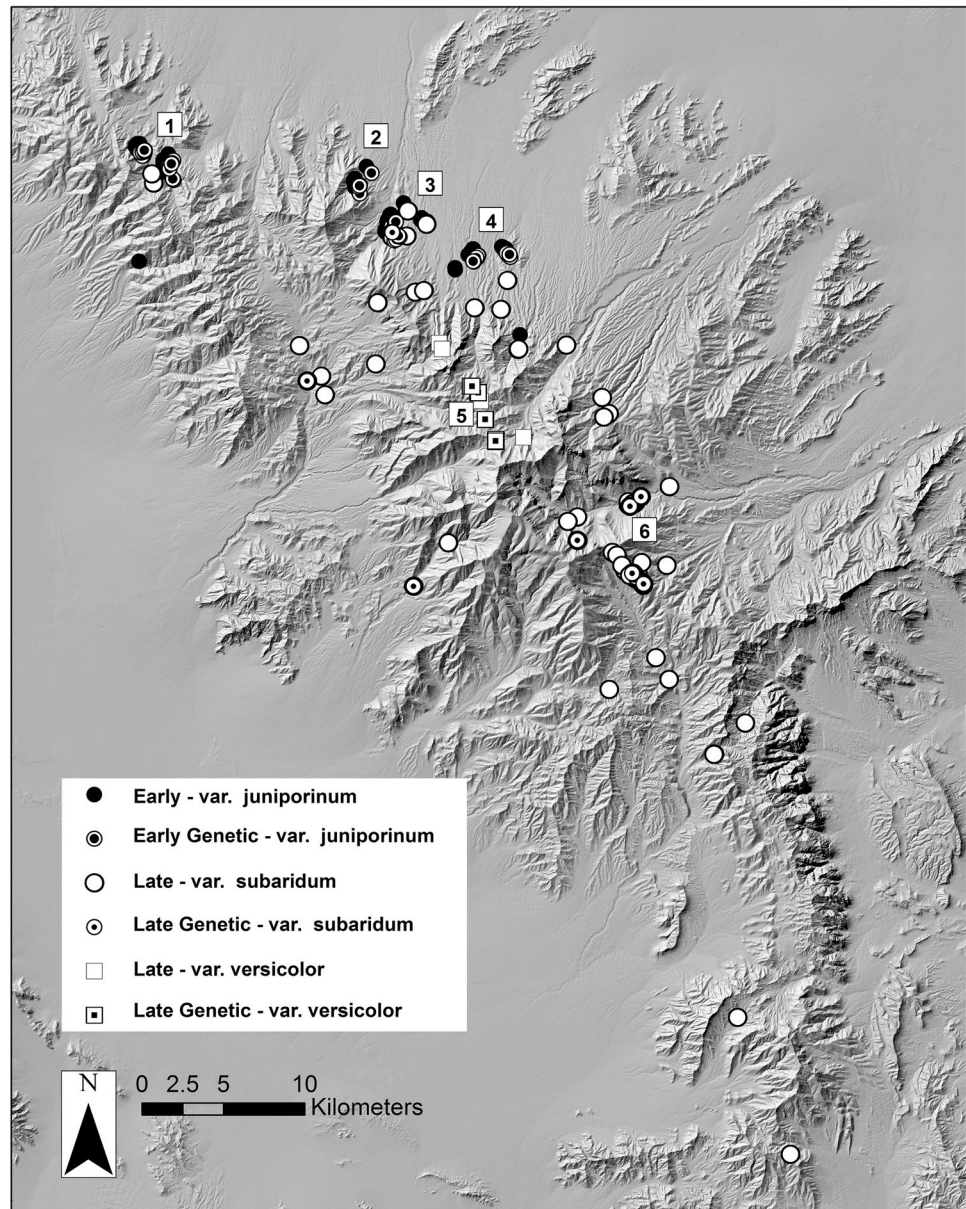 1
2
3
4
5
6
Early - var. juniporinum
Early Genetic - var. juniporinum
Late - var. subaridum
Late Genetic - var. subaridum
Late - var. versicolor
Late Genetic - var. versicolor
N
0 2.5 5 10
Kilometers